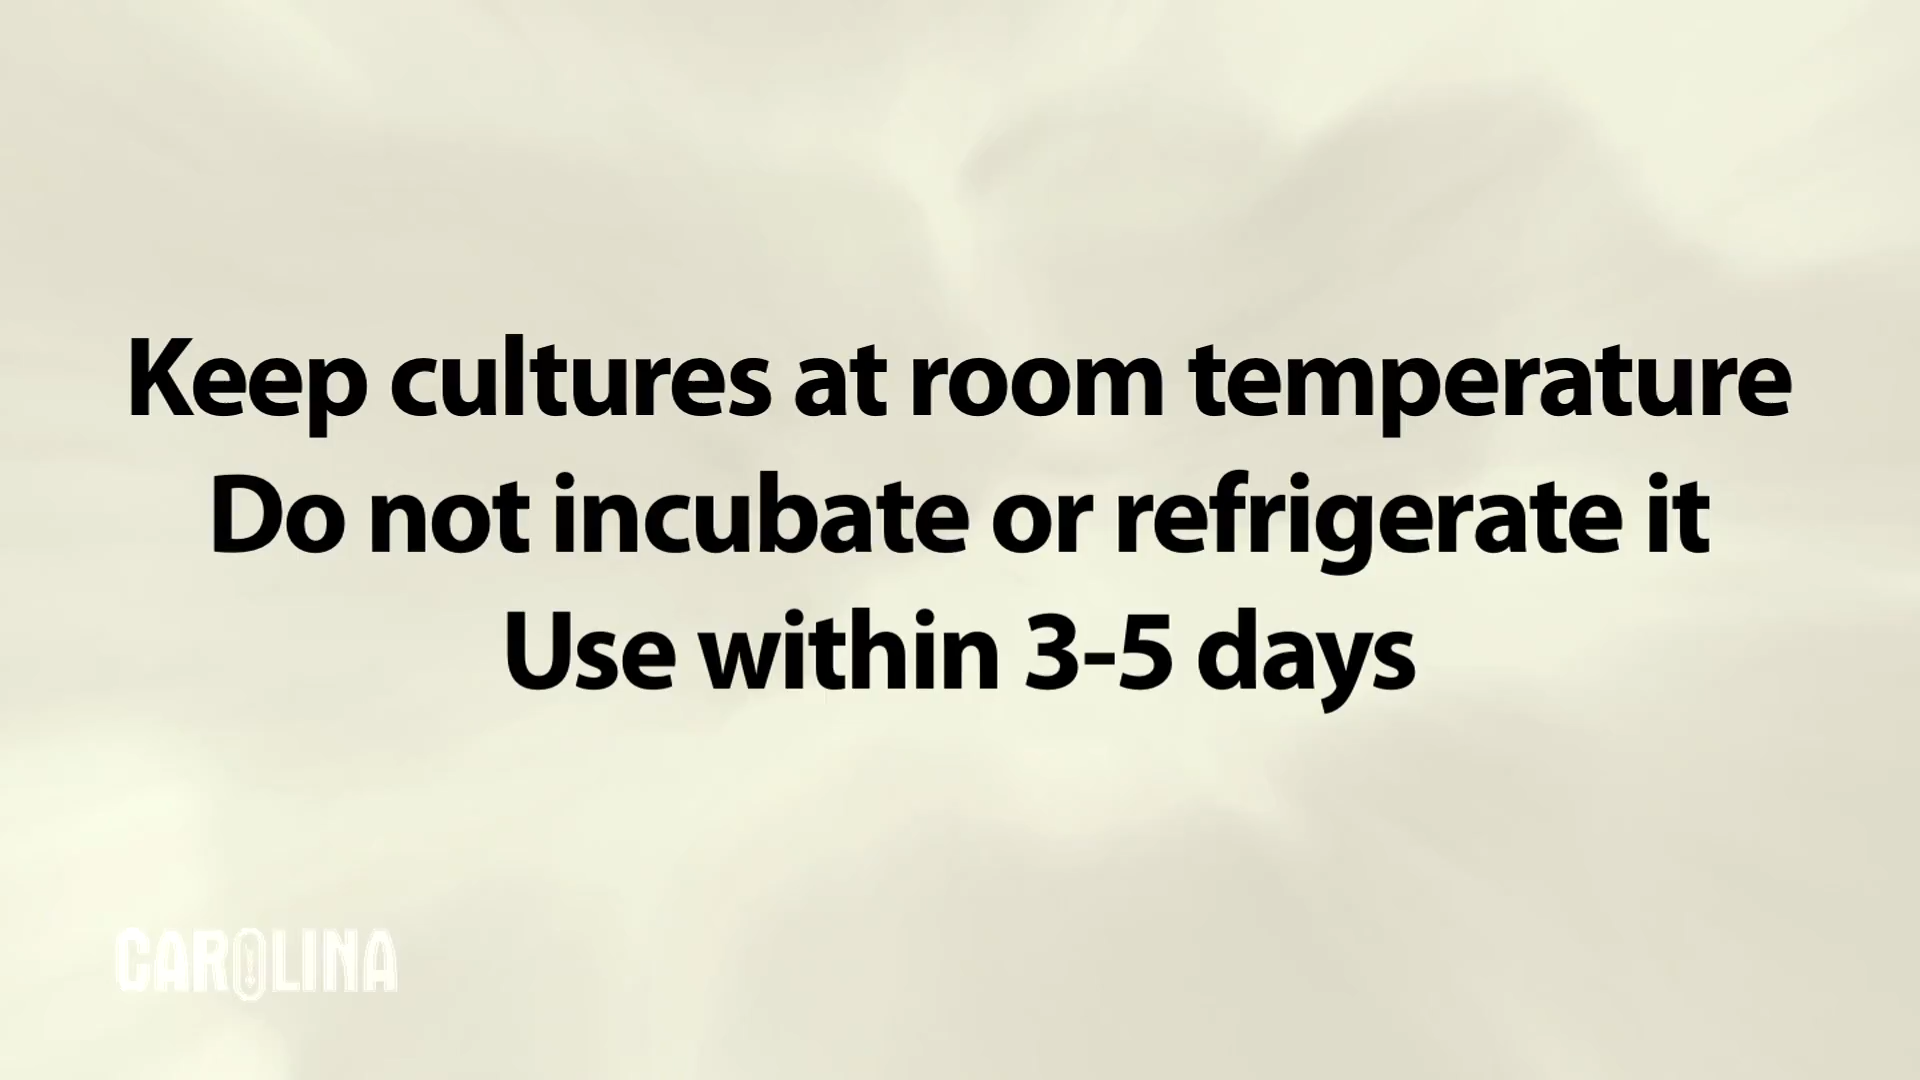 Keep cultures at room temperature
Do not incubate or refrigerate it
Use within 3-5 days
CAROLINA